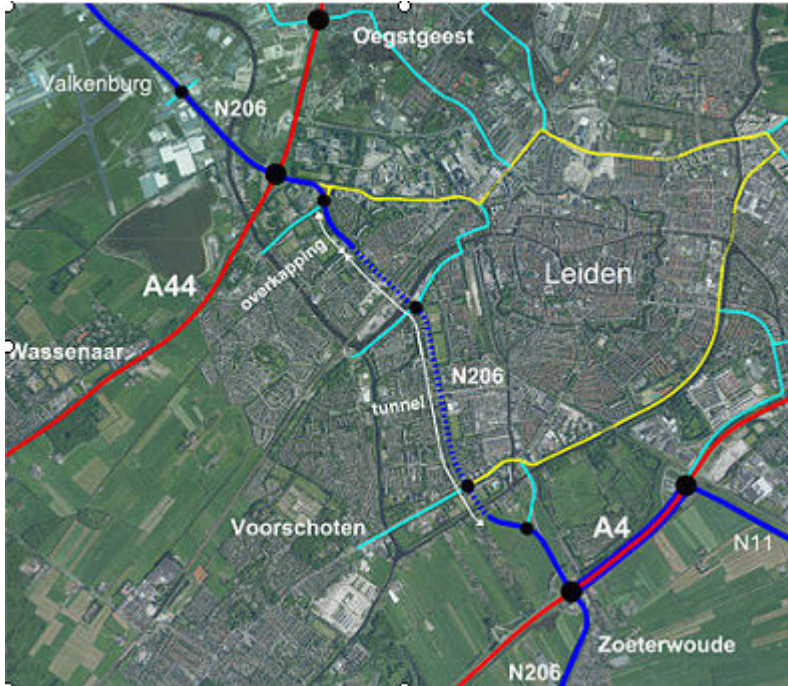 Oegstgeest
Valkenburg
N206
Leiden
overkapping
A44
Wassenaar
N206
tunnel
Voorschoten
A4
N11
Zoeterwoude
N206